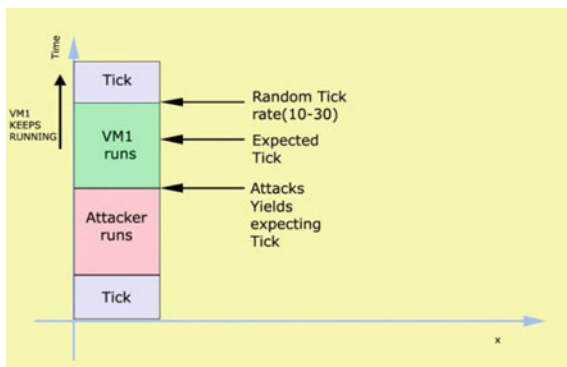 Time
Tick
VM1
KEEPS
RUNNING
VM1
runs
Attacker
runs
Tick
Random Tick
rate(10-30)
Expected
Tick
Attacks
Yields
expecting
Tick
x